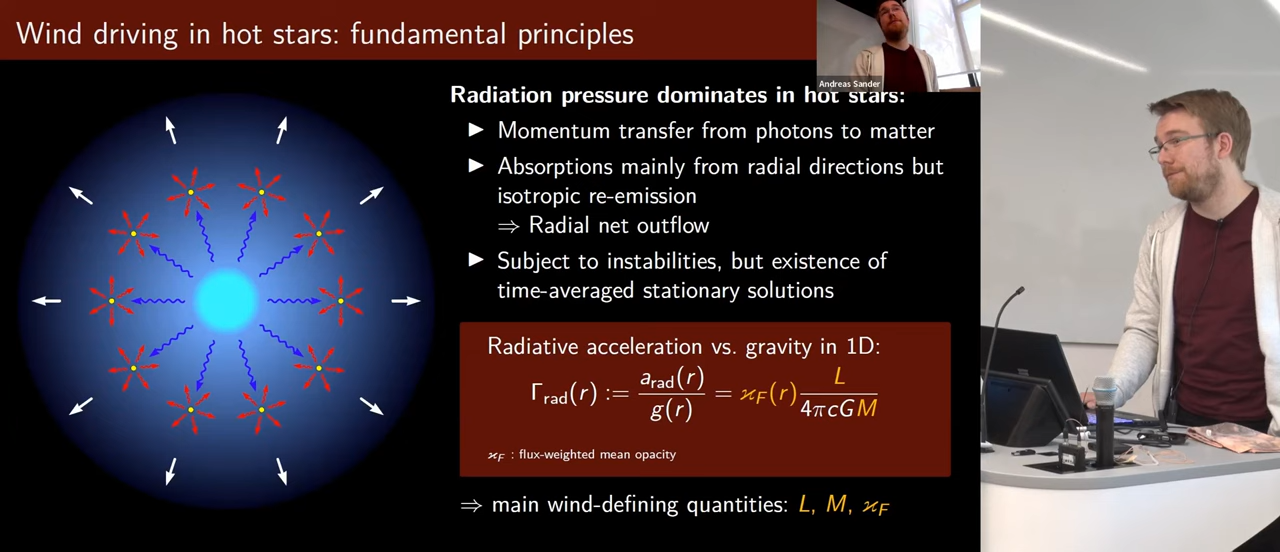 Wind driving in hot stars: fundamental principles
Andreas Sander
Radiation pressure dominates in hot stars:
► Momentum transfer from photons to matter
► Absorptions mainly from radial directions but
isotropic re-emission
⇒ Radial net outflow
► Subject to instabilities, but existence of
time-averaged stationary solutions
Radiative acceleration vs. gravity in 1D:
Γ_rad(r) := a_rad(r) / g(r) = ϰ_F(r) L / 4πcGM
ϰ_F : flux-weighted mean opacity
⇒ main wind-defining quantities: L, M, ϰ_F